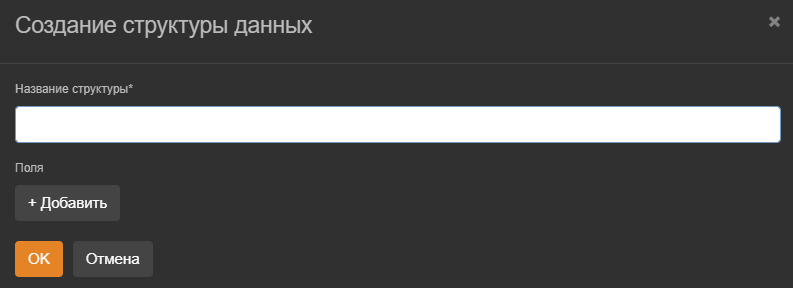 Создание структуры данных
Название структуры*
Поля
+ Добавить
OK
Отмена